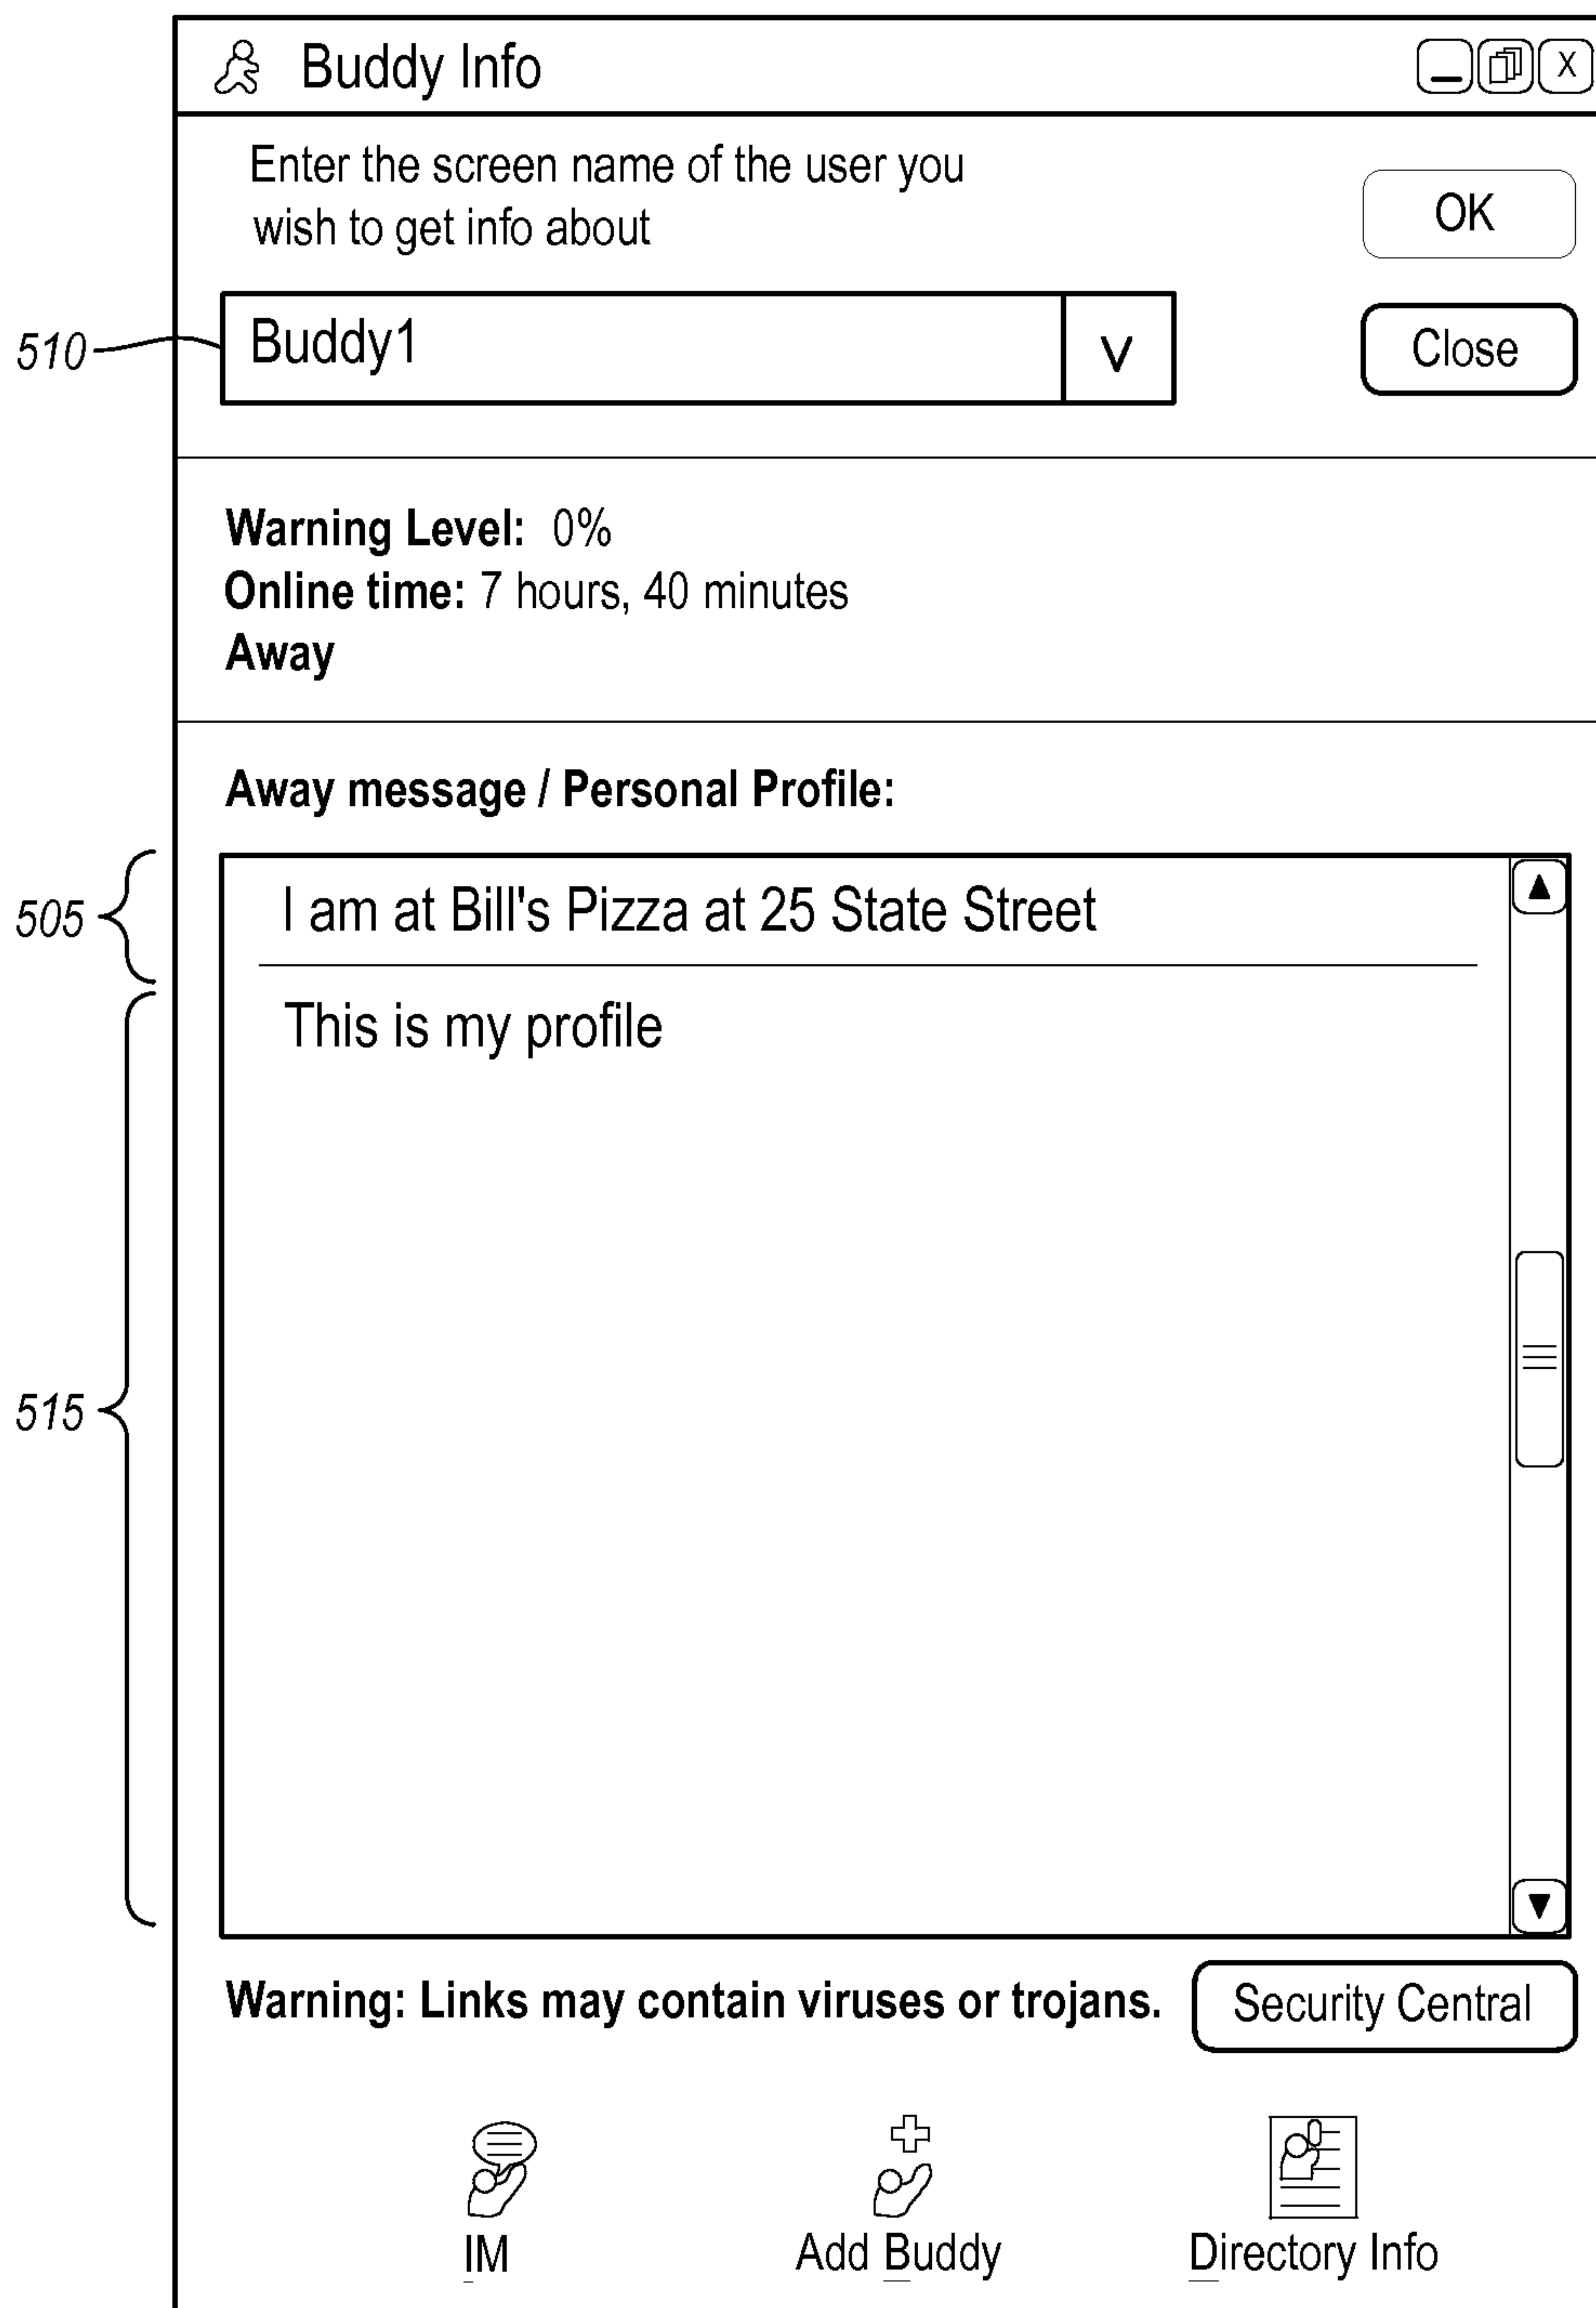 Buddy Info
X
Enter the screen name of the user you
wish to get info about
OK
510
Buddy1
V
Close
Warning Level: 0%
Online time: 7 hours, 40 minutes
Away
Away message / Personal Profile:
505
I am at Bill's Pizza at 25 State Street
This is my profile
515
Warning: Links may contain viruses or trojans.
Security Central
IM
Add Buddy
Directory Info